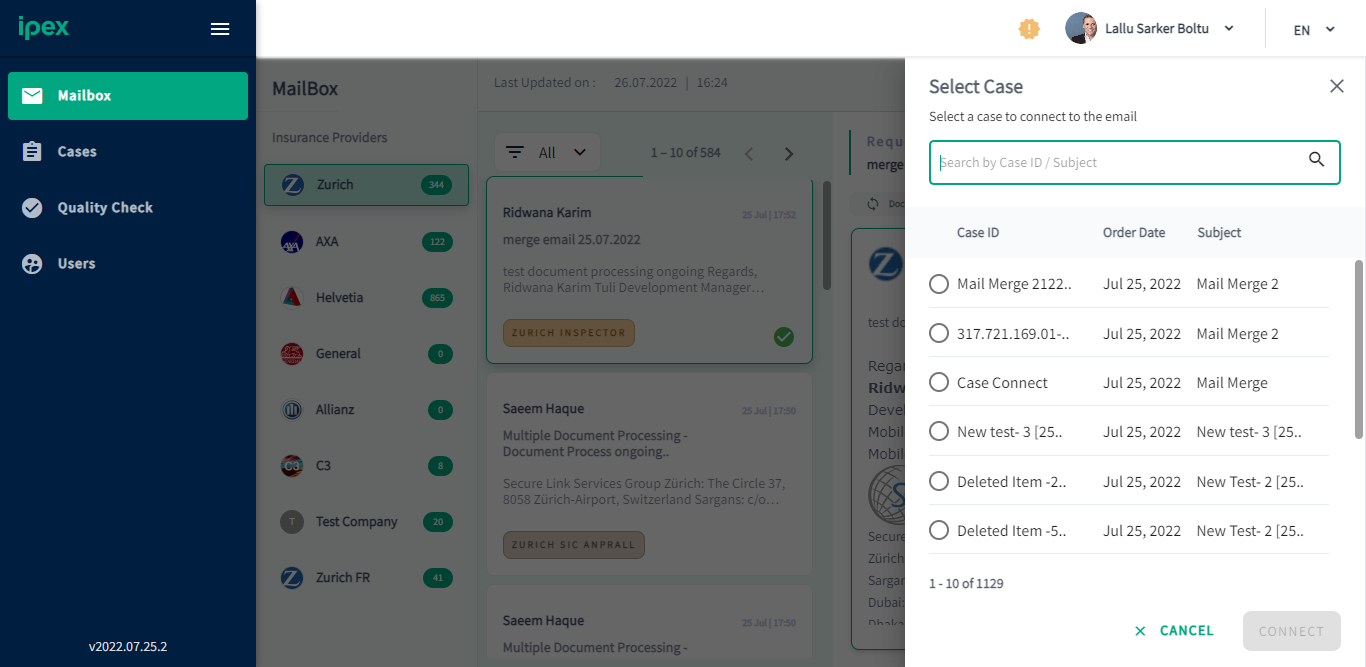 ipex
Lallu Sarker Boltu
EN
Mailbox
Cases
Quality Check
Users
v2022.07.25.2
MailBox
Last Updated on : 26.07.2022 | 16:24
Insurance Providers
Zurich 344
AXA 122
Helvetia 865
General 0
Allianz 0
C3 8
T Test Company 20
Zurich FR 41
All
1 – 10 of 584
Ridwana Karim 25 Jul | 17:52
merge email 25.07.2022
test document processing ongoing Regards,
Ridwana Karim Tuli Development Manager…
ZURICH INSPECTOR
Saeem Haque 25 Jul | 17:50
Multiple Document Processing -
Document Process ongoing..
Secure Link Services Group Zürich: The Circle 37,
8058 Zürich-Airport, Switzerland Sargans: c/o…
ZURICH SIC ANPRALL
Saeem Haque 25 Jul | 17:50
Multiple Document Processing -
Requ
merge
Doc
test do
Regar
Ridw
Devel
Mobil
Mobil
Secure
Zürich
Sargan
Dubai:
Dhaka
Select Case
Select a case to connect to the email
Search by Case ID / Subject
Case ID Order Date Subject
Mail Merge 2122.. Jul 25, 2022 Mail Merge 2
317.721.169.01-.. Jul 25, 2022 Mail Merge 2
Case Connect Jul 25, 2022 Mail Merge
New test- 3 [25.. Jul 25, 2022 New test- 3 [25..
Deleted Item -2.. Jul 25, 2022 New Test- 2 [25..
Deleted Item -5.. Jul 25, 2022 New Test- 2 [25..
1 - 10 of 1129
CANCEL
CONNECT